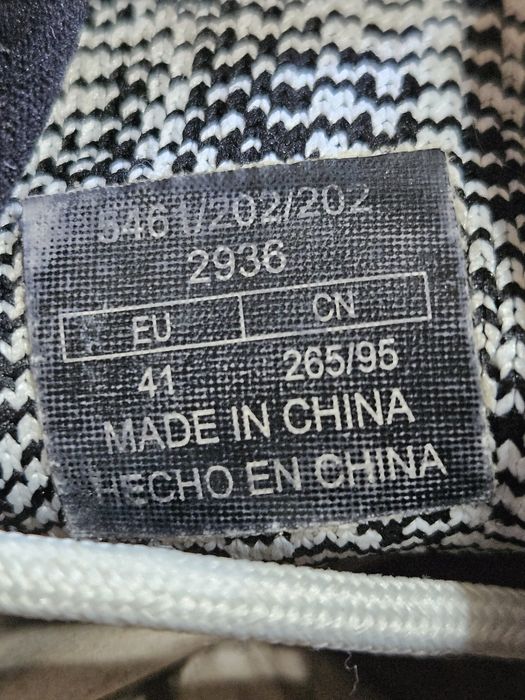 5461/202/202
2936
EU CN
41 265/95
MADE IN CHINA
HECHO EN CHINA